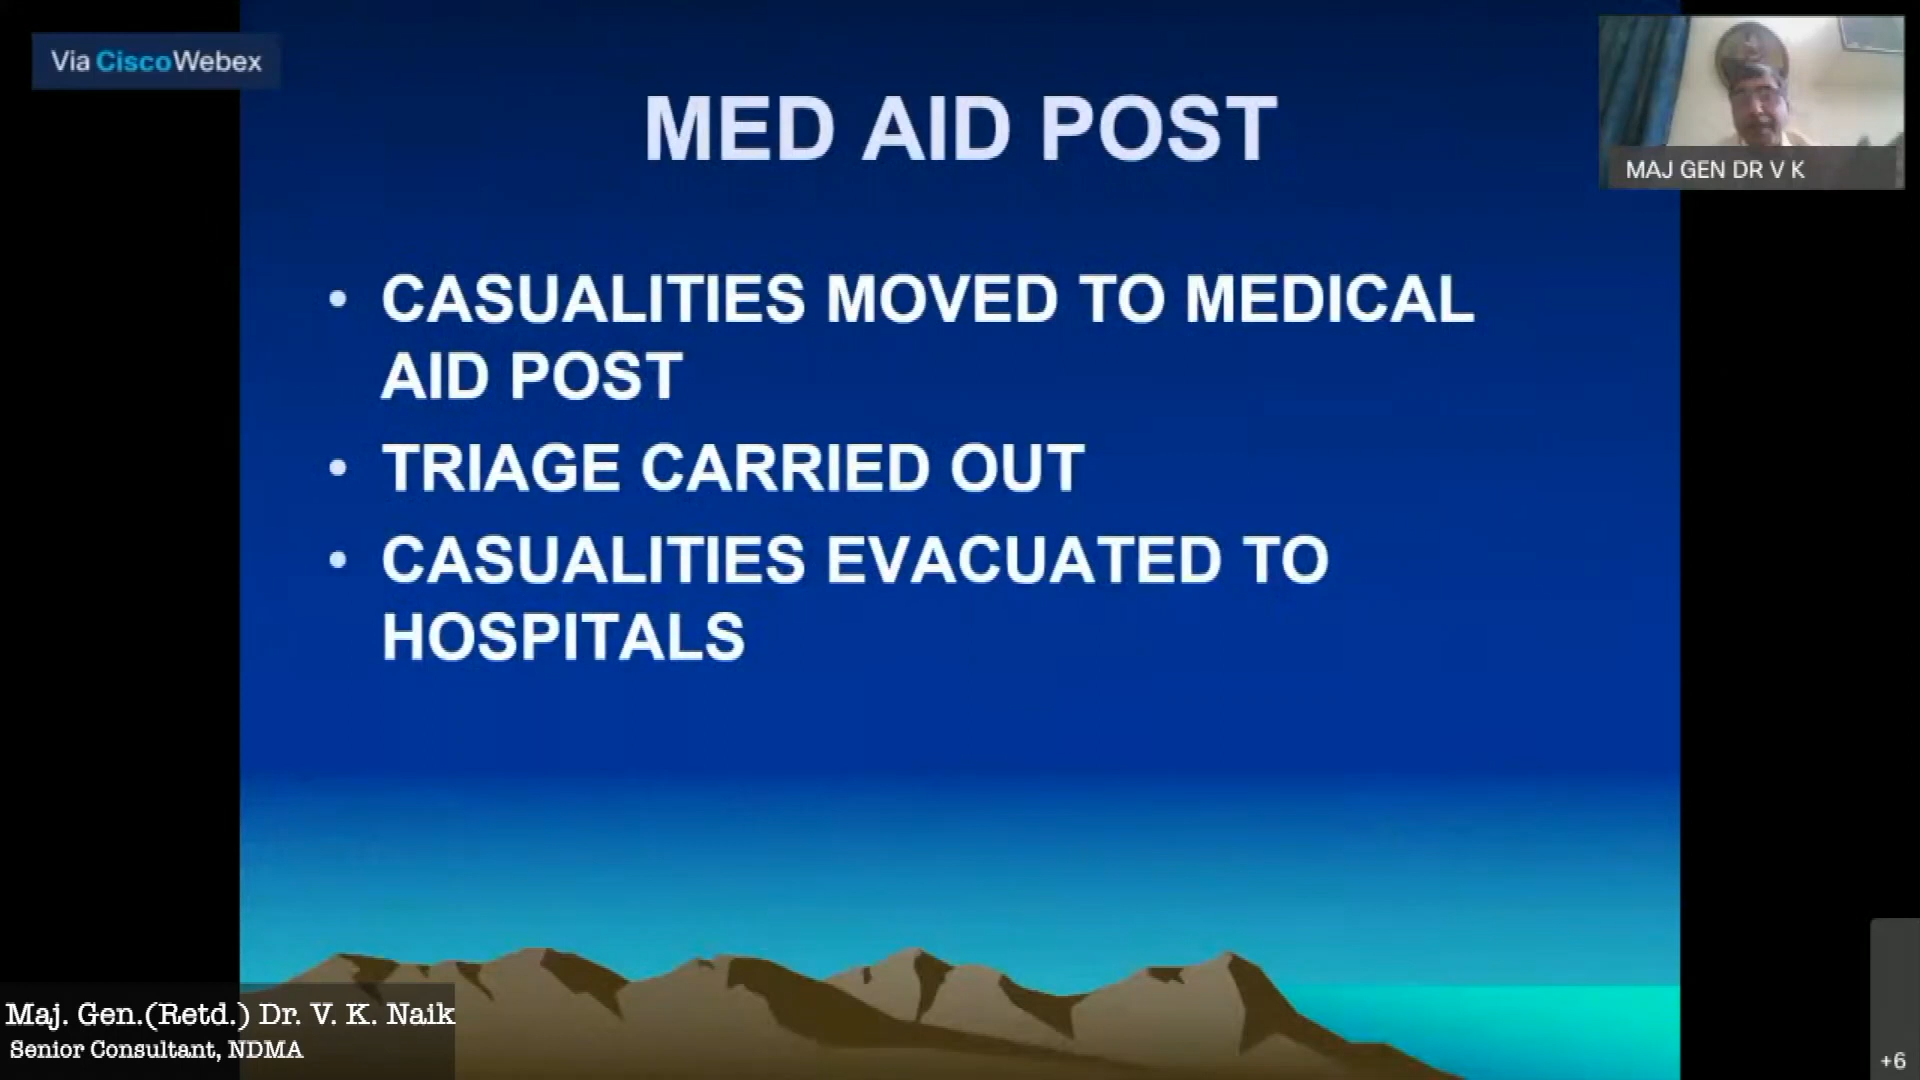 Via CiscoWebex
MED AID POST
MAJ GEN DR V K
• CASUALITIES MOVED TO MEDICAL
AID POST
• TRIAGE CARRIED OUT
• CASUALITIES EVACUATED TO
HOSPITALS
Maj. Gen.(Retd.) Dr. V. K. Naik
Senior Consultant, NDMA
+6